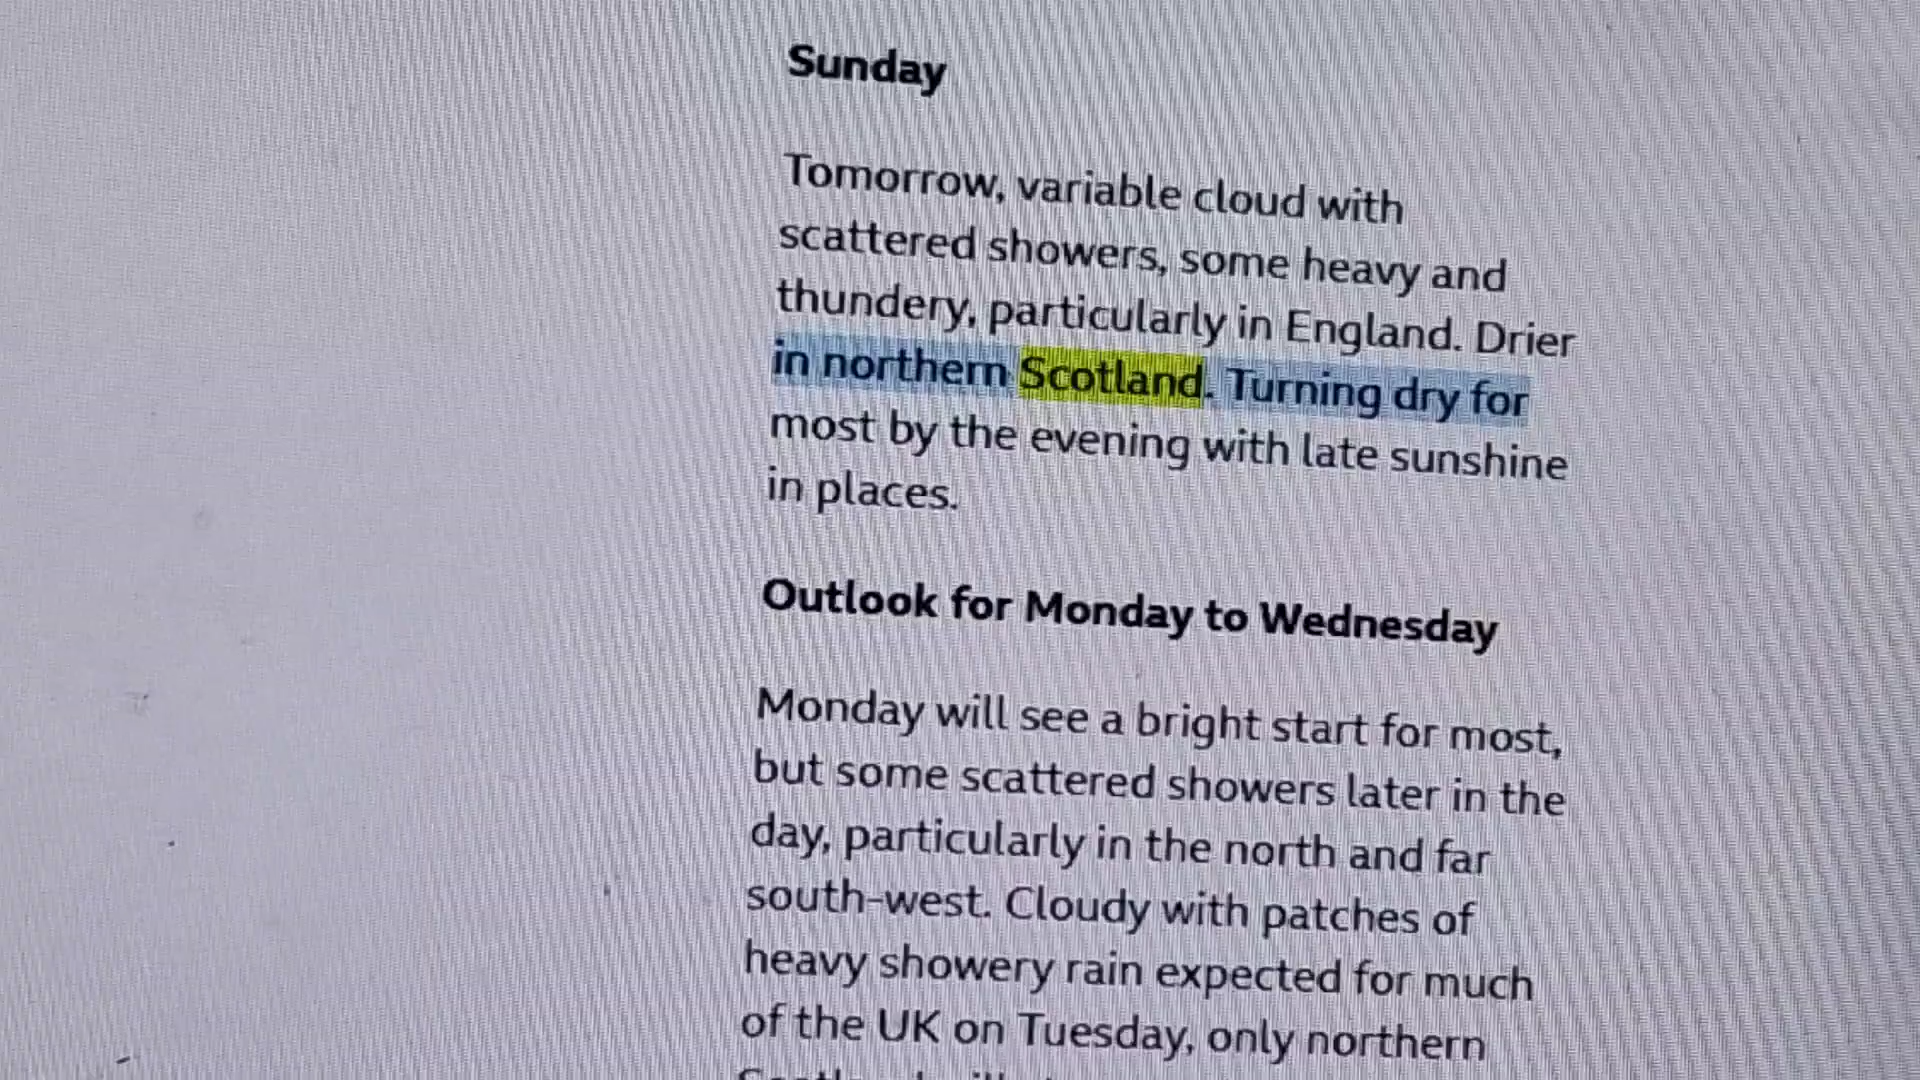 Sunday
Tomorrow, variable cloud with
scattered showers, some heavy and
thundery, particularly in England. Drier
in northern Scotland. Turning dry for
most by the evening with late sunshine
in places.
Outlook for Monday to Wednesday
Monday will see a bright start for most,
but some scattered showers later in the
day, particularly in the north and far
south-west. Cloudy with patches of
heavy showery rain expected for much
of the UK on Tuesday, only northern